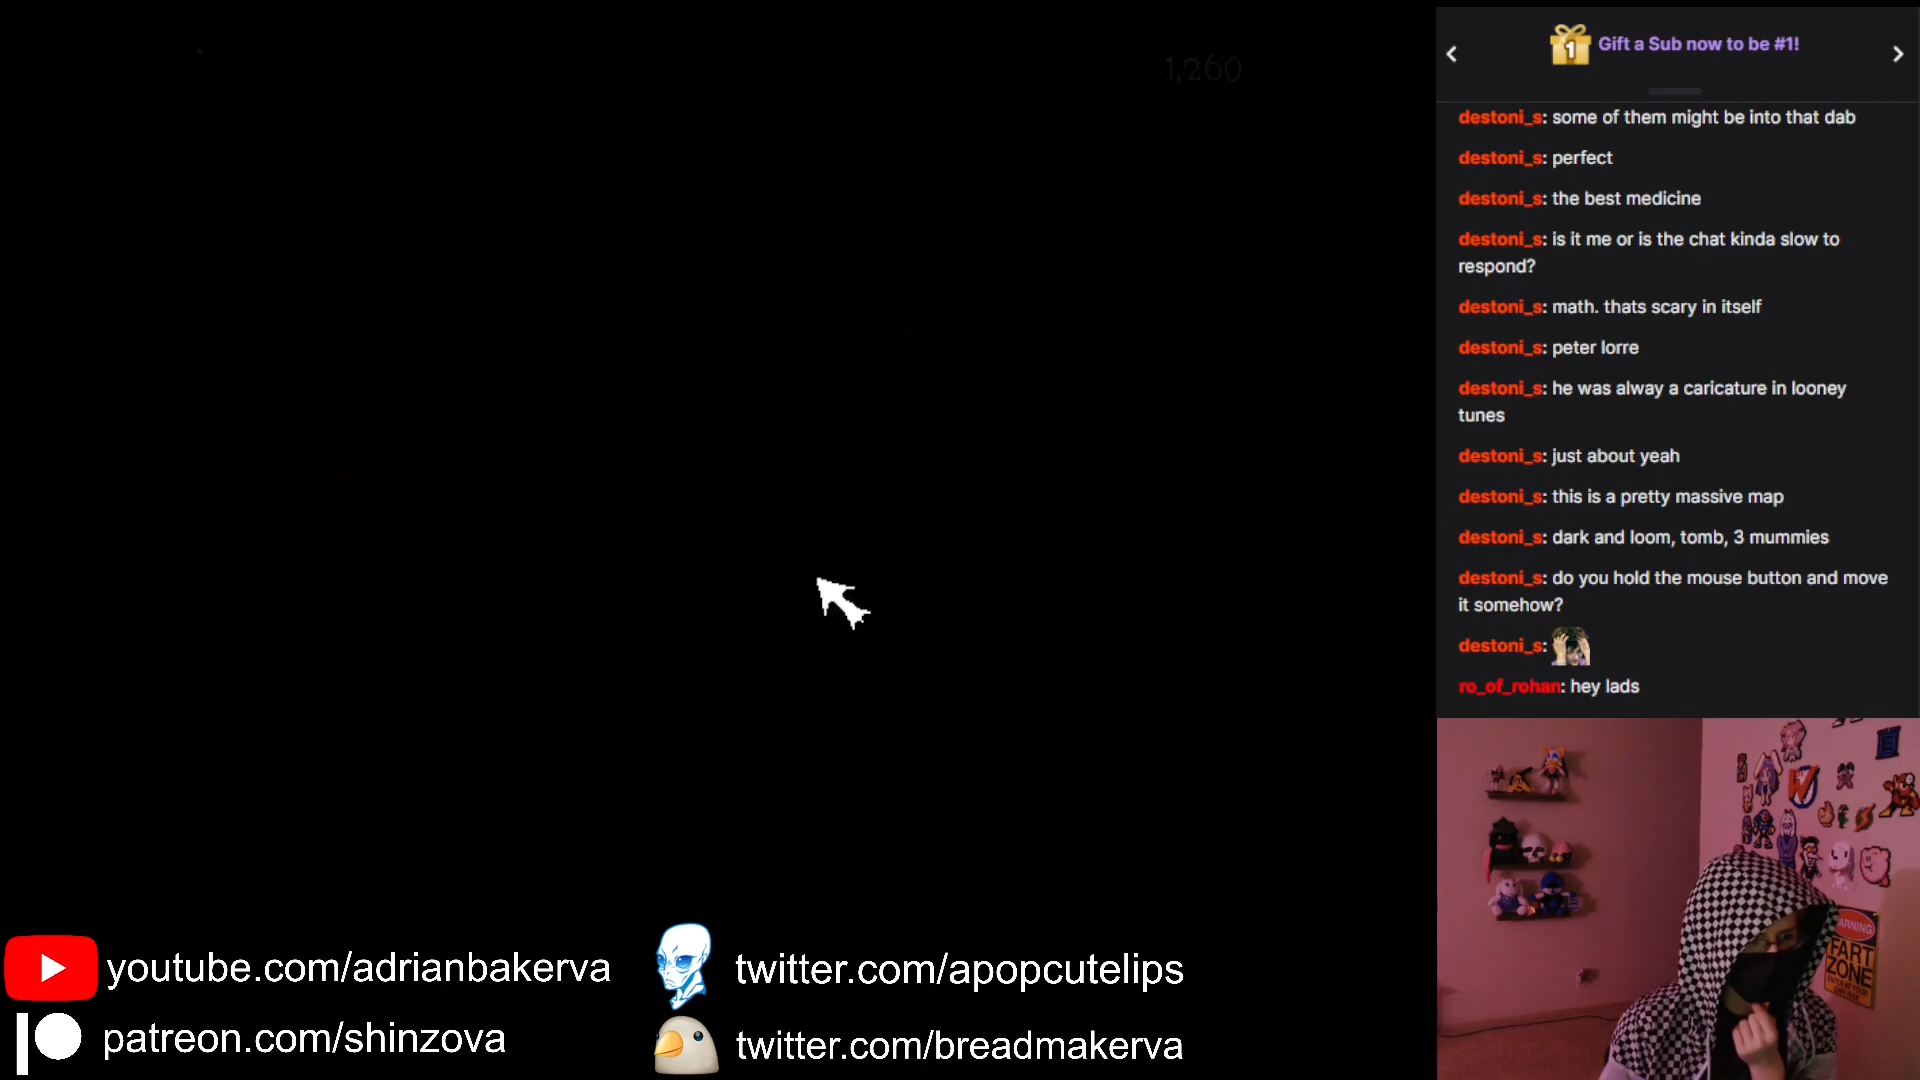 1,260
1
Gift a Sub now to be #1!
destoni_s: some of them might be into that dab
destoni_s: perfect
destoni_s: the best medicine
destoni_s: is it me or is the chat kinda slow to
respond?
destoni_s: math. thats scary in itself
destoni_s: peter lorre
destoni_s: he was alway a caricature in looney
tunes
destoni_s: just about yeah
destoni_s: this is a pretty massive map
destoni_s: dark and loom, tomb, 3 mummies
destoni_s: do you hold the mouse button and move
it somehow?
destoni_s:
ro_of_rohan: hey lads
WARNING
FART
ZONE
youtube.com/adrianbakerva
twitter.com/apopcutelips
patreon.com/shinzova
twitter.com/breadmakerva